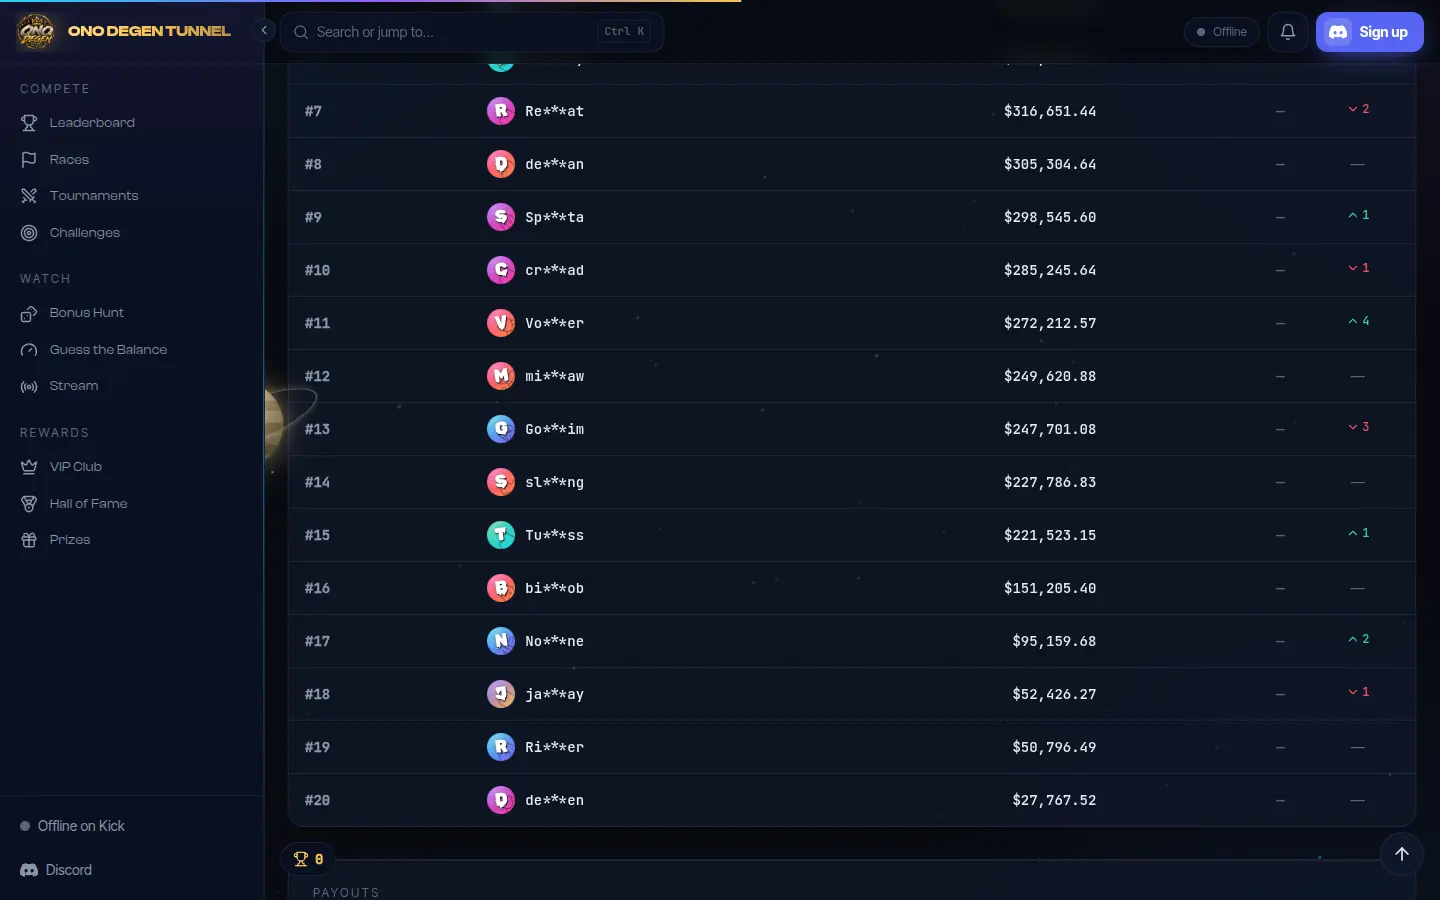 ONO DEGEN TUNNEL
Search or jump to...
Ctrl K
Offline
Sign up
COMPETE
Leaderboard
Races
Tournaments
Challenges
WATCH
Bonus Hunt
Guess the Balance
Stream
REWARDS
VIP Club
Hall of Fame
Prizes
Offline on Kick
Discord
#7 R Re***at $316,651.44 — 2
#8 D de***an $305,304.64 — —
#9 S Sp***ta $298,545.60 — 1
#10 C cr***ad $285,245.64 — 1
#11 V Vo***er $272,212.57 — 4
#12 M mi***aw $249,620.88 — —
#13 G Go***im $247,701.08 — 3
#14 S sl***ng $227,786.83 — —
#15 T Tu***ss $221,523.15 — 1
#16 B bi***ob $151,205.40 — —
#17 N No***ne $95,159.68 — 2
#18 J ja***ay $52,426.27 — 1
#19 R Ri***er $50,796.49 — —
#20 D de***en $27,767.52 — —
0
PAYOUTS